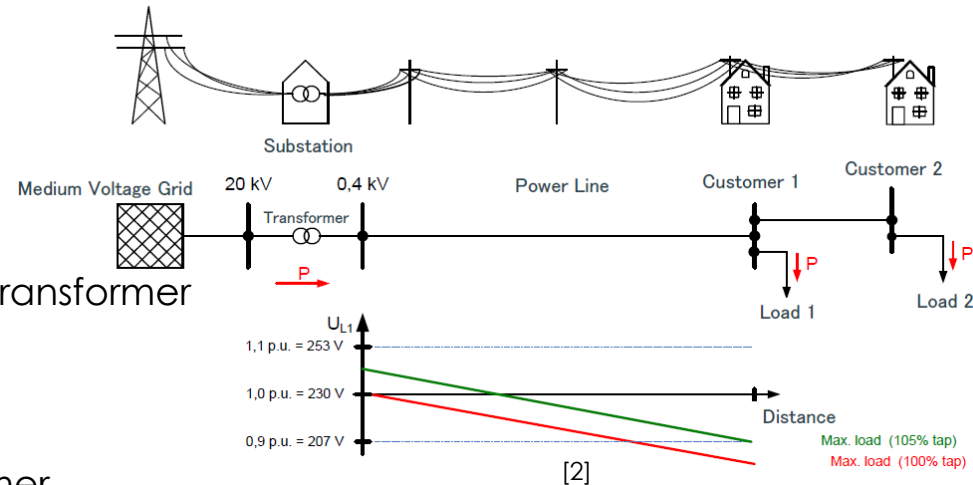 Substation
Medium Voltage Grid
20 kV
0,4 kV
Power Line
Customer 1
Customer 2
Transformer
P
P
P
ransformer
Load 1
Load 2
UL1
1,1 p.u. = 253 V
1,0 p.u. = 230 V
Distance
0,9 p.u. = 207 V
Max. load (105% tap)
Max. load (100% tap)
[2]